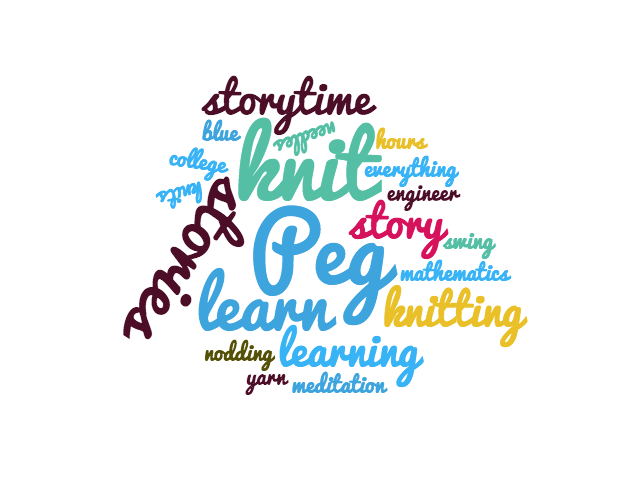 storytime
blue
needles
knit
hours
college
everything
knits
engineer
stories
story
Peg
swing
mathematics
learn
knitting
nodding
learning
yarn
meditation